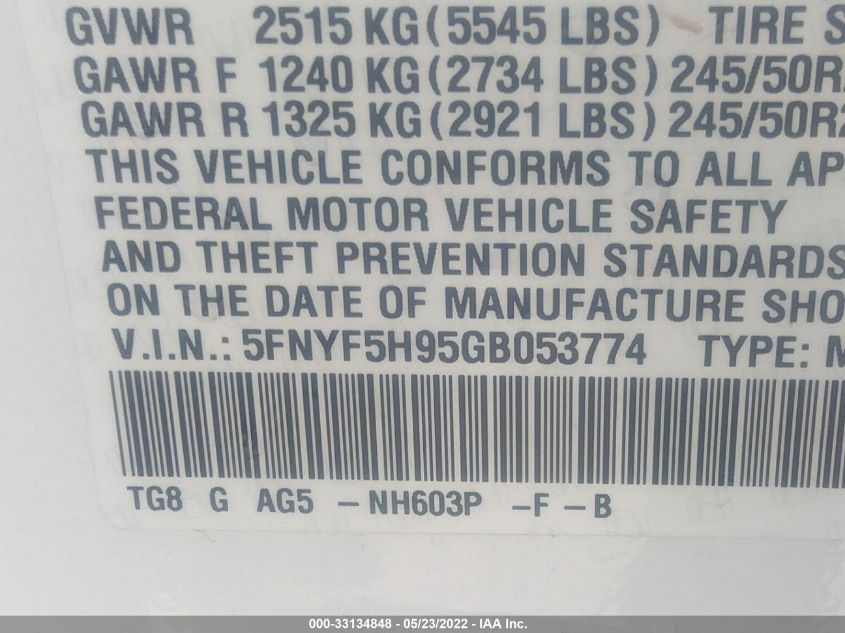 GVWR 2515 KG (5545 LBS) TIRE S
GAWR F 1240 KG (2734 LBS) 245/50R
GAWR R 1325 KG (2921 LBS) 245/50R2
THIS VEHICLE CONFORMS TO ALL AP
FEDERAL MOTOR VEHICLE SAFETY
AND THEFT PREVENTION STANDARDS
ON THE DATE OF MANUFACTURE SHO
V.I.N.: 5FNYF5H95GB053774 TYPE: M
TG8 G AG5 - NH603P - F - B
000-33134848 - 05/23/2022 - IAA Inc.